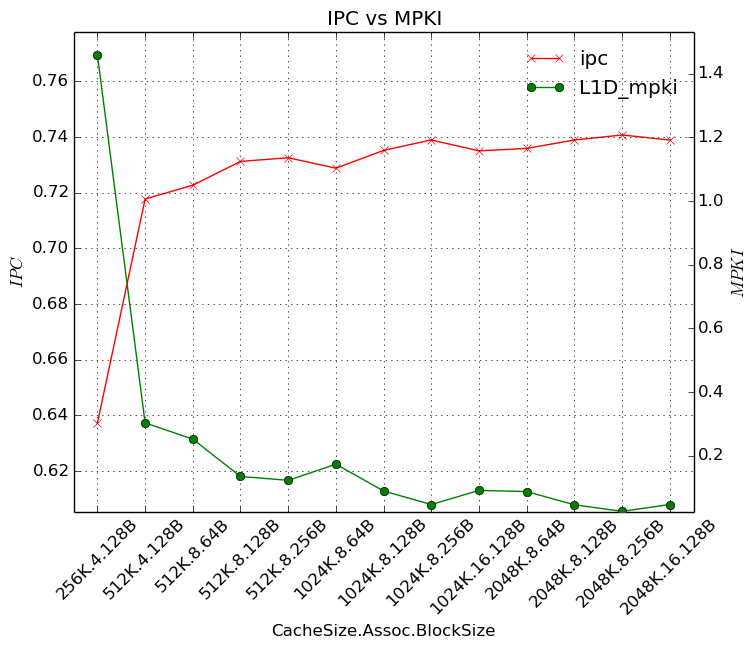 IPC vs MPKI
ipc
L1D_mpki
0.76
0.74
0.72
0.70
0.68
0.66
0.64
0.62
IPC
1.4
1.2
1.0
0.8
0.6
0.4
0.2
MPKI
256K.4.128B
512K.4.128B
512K.8.64B
512K.8.128B
512K.8.256B
1024K.8.64B
1024K.8.128B
1024K.8.256B
1024K.16.128B
2048K.8.64B
2048K.8.128B
2048K.8.256B
2048K.16.128B
CacheSize.Assoc.BlockSize